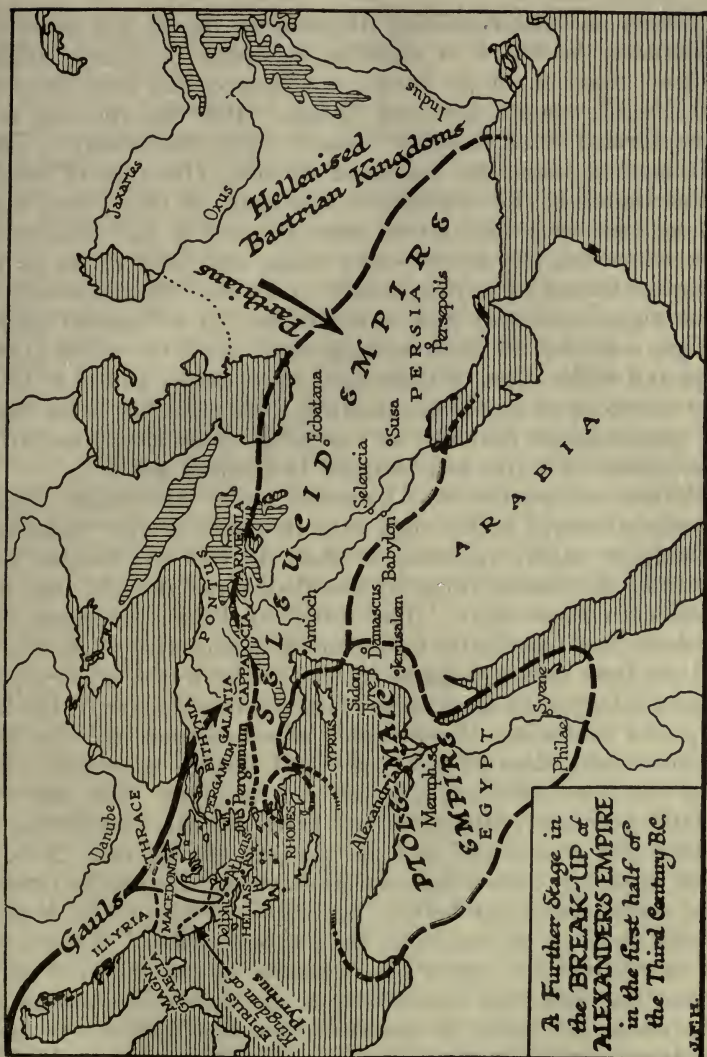 Jaxartes
Oxus
Indus
Hellenised
Bactrian Kingdoms
Parthians
SELEUCID EMPIRE
PERSIA
Persepolis
Ecbatana
Susa
Seleucia
Babylon
ARABIA
PONTUS
ARMENIA
CAPPADOCIA
GALATIA
BITHYNIA
PERGAMUM
Pergamum
Antioch
Damascus
Jerusalem
Sidon
Tyre
CYPRUS
RHODES
Danube
THRACE
Gauls
ILLYRIA
MACEDONIA
Delphi
Athens
HELLAS
MAGNA
GRAECIA
EPIRUS
Kingdom of
Pyrrhus
Alexandria
PTOLEMAIC
EMPIRE
Memphis
EGYPT
Syene
Philae
A Further Stage in
the BREAK-UP of
ALEXANDER'S EMPIRE
in the first half of
the Third Century B.C.
J.F.H.